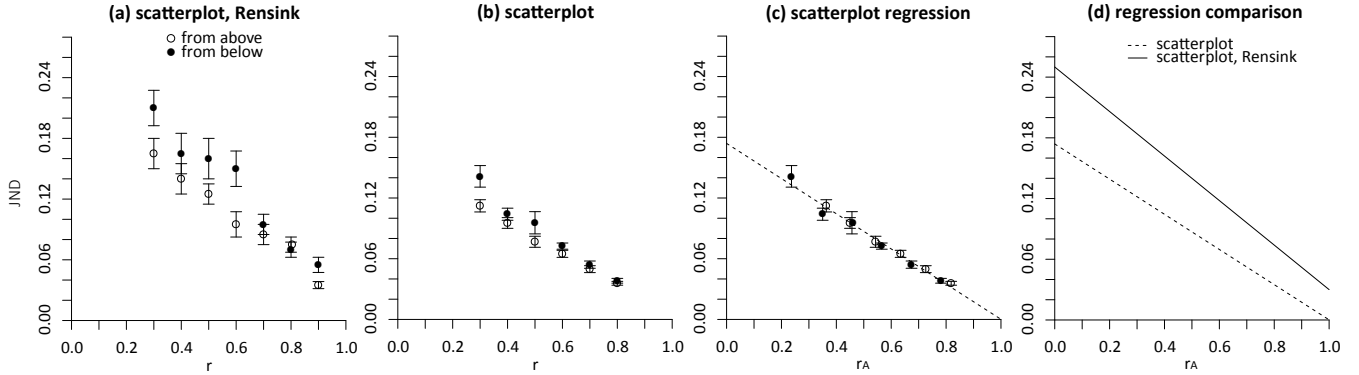 (a) scatterplot, Rensink
from above
from below
JND
0.00 0.06 0.12 0.18 0.24
0.0 0.2 0.4 0.6 0.8 1.0
r
(b) scatterplot
0.00 0.06 0.12 0.18 0.24
0.0 0.2 0.4 0.6 0.8 1.0
r
(c) scatterplot regression
0.00 0.06 0.12 0.18 0.24
0.0 0.2 0.4 0.6 0.8 1.0
rA
(d) regression comparison
scatterplot
scatterplot, Rensink
0.00 0.06 0.12 0.18 0.24
0.0 0.2 0.4 0.6 0.8 1.0
rA